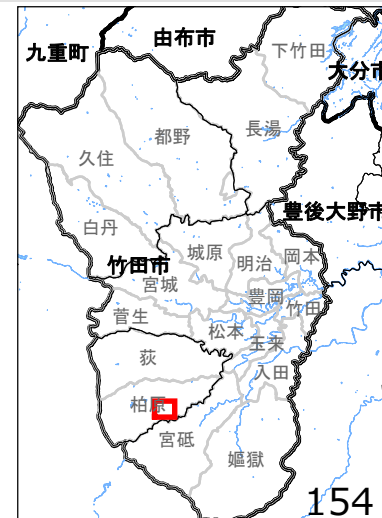 由布市
九重町
下竹田
大分市
都野
長湯
久住
豊後大野市
白丹
城原
明治
岡本
竹田市
宮城
豊岡
竹田
菅生
松本
玉来
荻
入田
柏原
宮砥
嫗獄
154